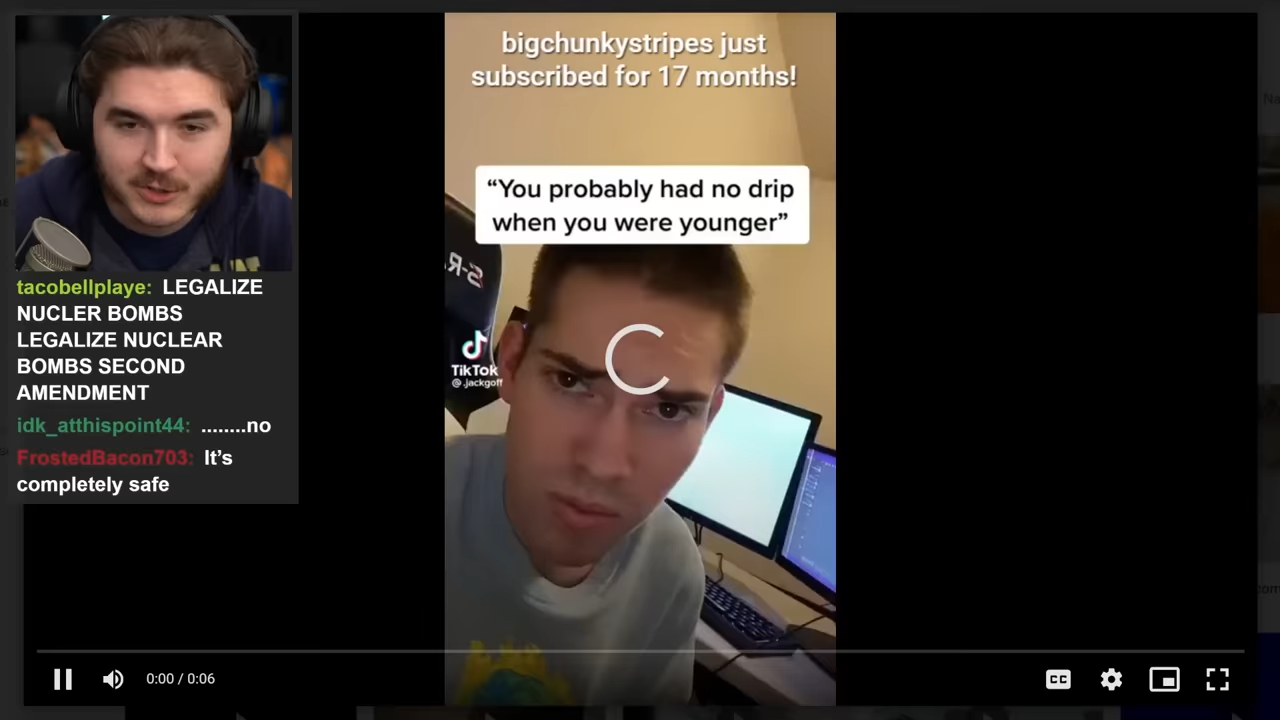 bigchunkystripes just
subscribed for 17 months!
“You probably had no drip
when you were younger”
TikTok
@.jackgoff
tacobellplaye: LEGALIZE
NUCLER BOMBS
LEGALIZE NUCLEAR
BOMBS SECOND
AMENDMENT
idk_atthispoint44: ........no
FrostedBacon703: It’s
completely safe
0:00 / 0:06
CC